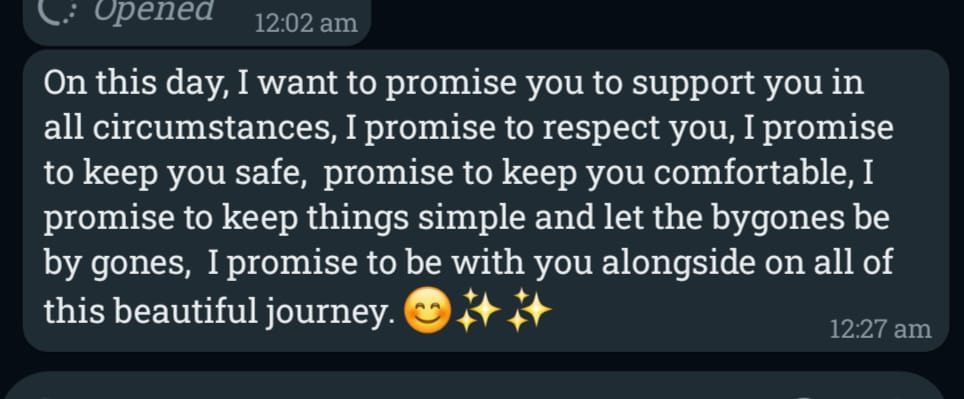 Opened
12:02 am
On this day, I want to promise you to support you in
all circumstances, I promise to respect you, I promise
to keep you safe,  promise to keep you comfortable, I
promise to keep things simple and let the bygones be
by gones,  I promise to be with you alongside on all of
this beautiful journey. 😊✨✨
12:27 am